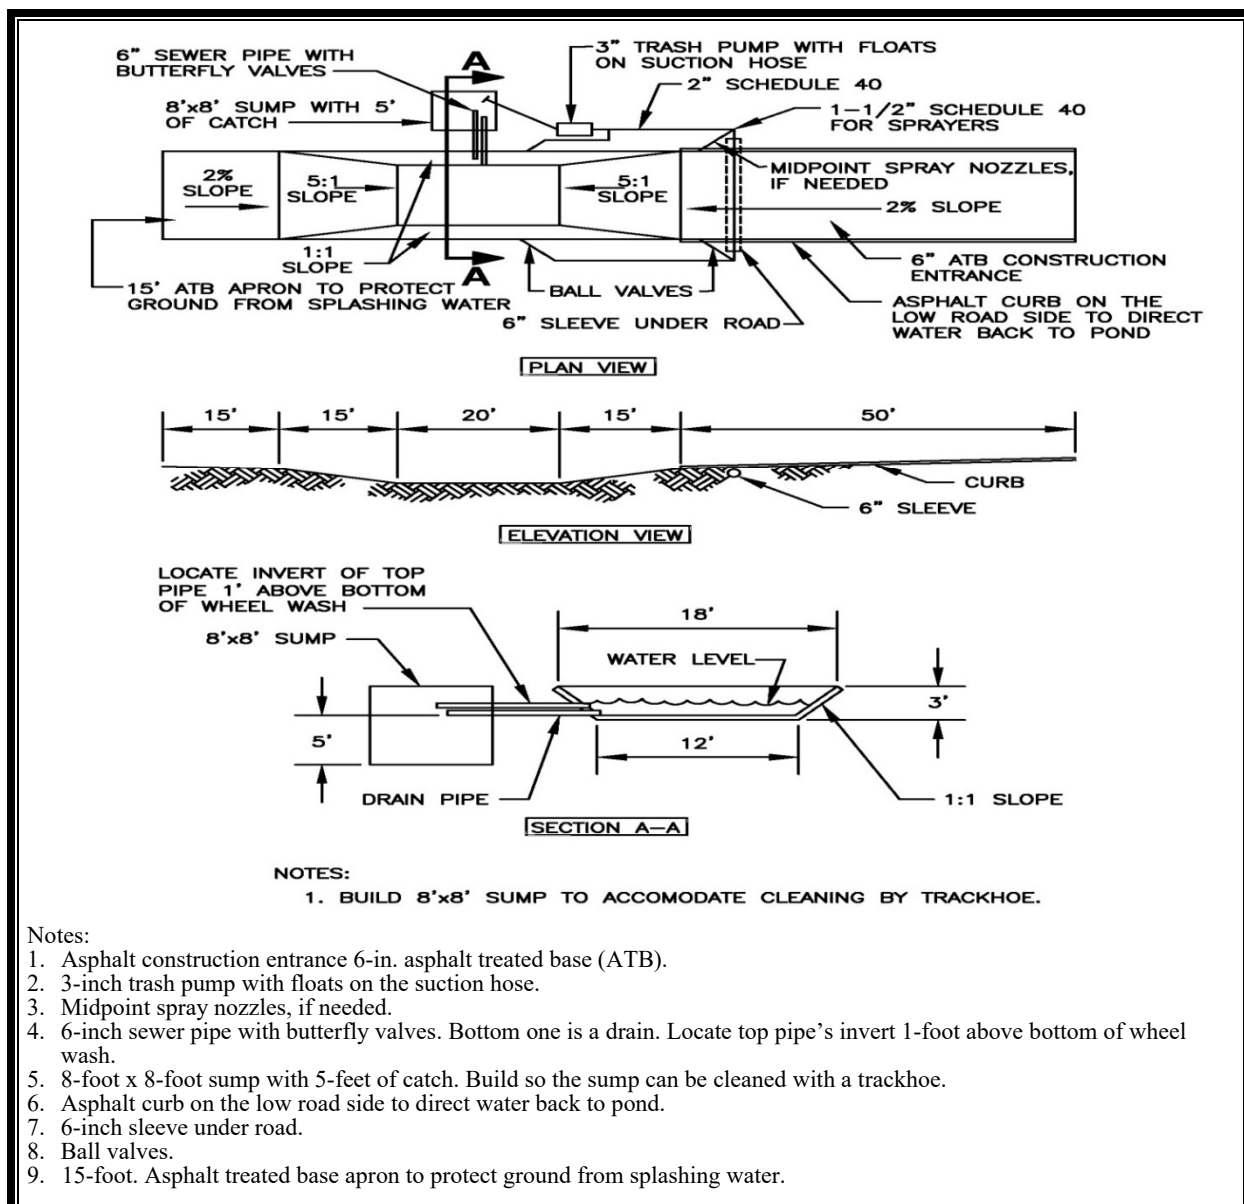 6" SEWER PIPE WITH
BUTTERFLY VALVES
A
3" TRASH PUMP WITH FLOATS
ON SUCTION HOSE
2" SCHEDULE 40
8'x8' SUMP WITH 5'
OF CATCH
1-1/2" SCHEDULE 40
FOR SPRAYERS
2%
SLOPE
5:1
SLOPE
5:1
SLOPE
MIDPOINT SPRAY NOZZLES,
IF NEEDED
2% SLOPE
1:1
SLOPE
A
6" ATB CONSTRUCTION
ENTRANCE
15' ATB APRON TO PROTECT
GROUND FROM SPLASHING WATER
BALL VALVES
ASPHALT CURB ON THE
LOW ROAD SIDE TO DIRECT
WATER BACK TO POND
6" SLEEVE UNDER ROAD
PLAN VIEW
15' 15' 20' 15' 50'
CURB
6" SLEEVE
ELEVATION VIEW
LOCATE INVERT OF TOP
PIPE 1' ABOVE BOTTOM
OF WHEEL WASH
18'
8'x8' SUMP
WATER LEVEL
3'
5'
12'
DRAIN PIPE
1:1 SLOPE
SECTION A-A
NOTES:
1. BUILD 8'x8' SUMP TO ACCOMODATE CLEANING BY TRACKHOE.
Notes:
1. Asphalt construction entrance 6-in. asphalt treated base (ATB).
2. 3-inch trash pump with floats on the suction hose.
3. Midpoint spray nozzles, if needed.
4. 6-inch sewer pipe with butterfly valves. Bottom one is a drain. Locate top pipe's invert 1-foot above bottom of wheel
wash.
5. 8-foot x 8-foot sump with 5-feet of catch. Build so the sump can be cleaned with a trackhoe.
6. Asphalt curb on the low road side to direct water back to pond.
7. 6-inch sleeve under road.
8. Ball valves.
9. 15-foot. Asphalt treated base apron to protect ground from splashing water.